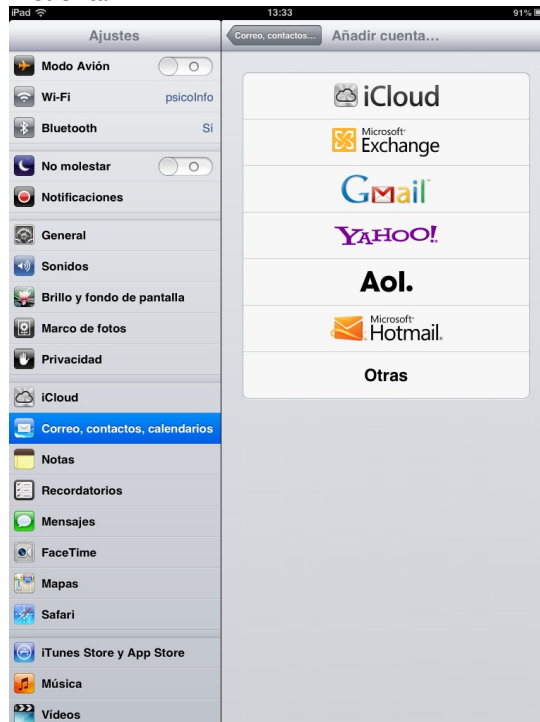 iPad
13:33
91%
Ajustes
Correo, contactos...
Añadir cuenta...
Modo Avión
Wi-Fi
psicoInfo
Bluetooth
Sí
No molestar
Notificaciones
General
Sonidos
Brillo y fondo de pantalla
Marco de fotos
Privacidad
iCloud
Correo, contactos, calendarios
Notas
Recordatorios
Mensajes
FaceTime
Mapas
Safari
iTunes Store y App Store
Música
Vídeos
iCloud
Microsoft
Exchange
Gmail
YAHOO!
Aol.
Microsoft
Hotmail
Otras